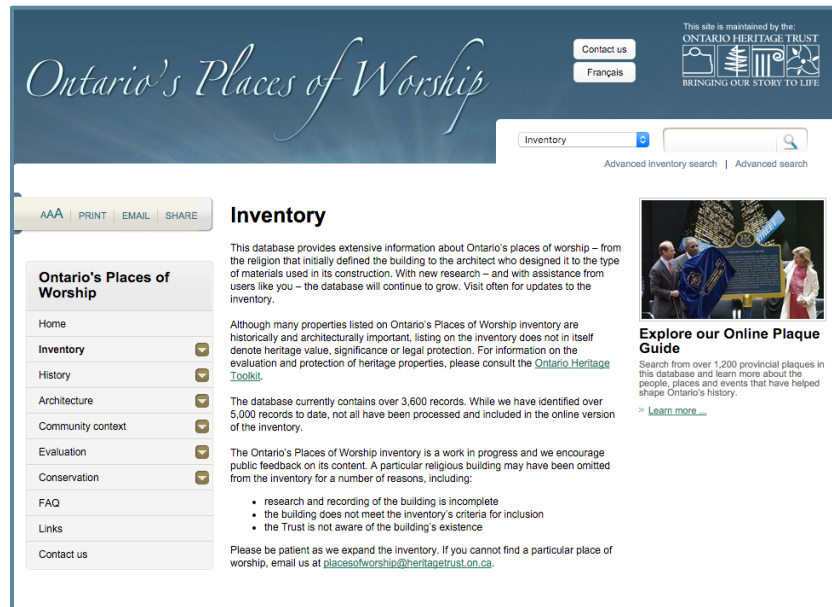 This site is maintained by the:
ONTARIO HERITAGE TRUST
BRINGING OUR STORY TO LIFE
Ontario's Places of Worship
Contact us
Français
Inventory
Advanced inventory search | Advanced search
AAA | PRINT | EMAIL | SHARE
Ontario's Places of
Worship
Home
Inventory
History
Architecture
Community context
Evaluation
Conservation
FAQ
Links
Contact us
Inventory
This database provides extensive information about Ontario's places of worship – from
the religion that initially defined the building to the architect who designed it to the type
of materials used in its construction. With new research – and with assistance from
users like you – the database will continue to grow. Visit often for updates to the
inventory.
Although many properties listed on Ontario's Places of Worship inventory are
historically and architecturally important, listing on the inventory does not in itself
denote heritage value, significance or legal protection. For information on the
evaluation and protection of heritage properties, please consult the Ontario Heritage
Toolkit.
The database currently contains over 3,600 records. While we have identified over
5,000 records to date, not all have been processed and included in the online version
of the inventory.
The Ontario's Places of Worship inventory is a work in progress and we encourage
public feedback on its content. A particular religious building may have been omitted
from the inventory for a number of reasons, including:
• research and recording of the building is incomplete
• the building does not meet the inventory's criteria for inclusion
• the Trust is not aware of the building's existence
Please be patient as we expand the inventory. If you cannot find a particular place of
worship, email us at placesofworship@heritagetrust.on.ca.
STREET
Explore our Online Plaque
Guide
Search from over 1,200 provincial plaques in
this database and learn more about the
people, places and events that have helped
shape Ontario's history.
» Learn more ...